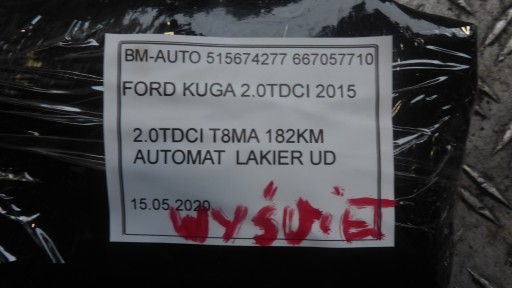 BM-AUTO 515674277 667057710
FORD KUGA 2.0TDCI 2015
2.0TDCI T8MA 182KM
AUTOMAT LAKIER UD
15.05.2020